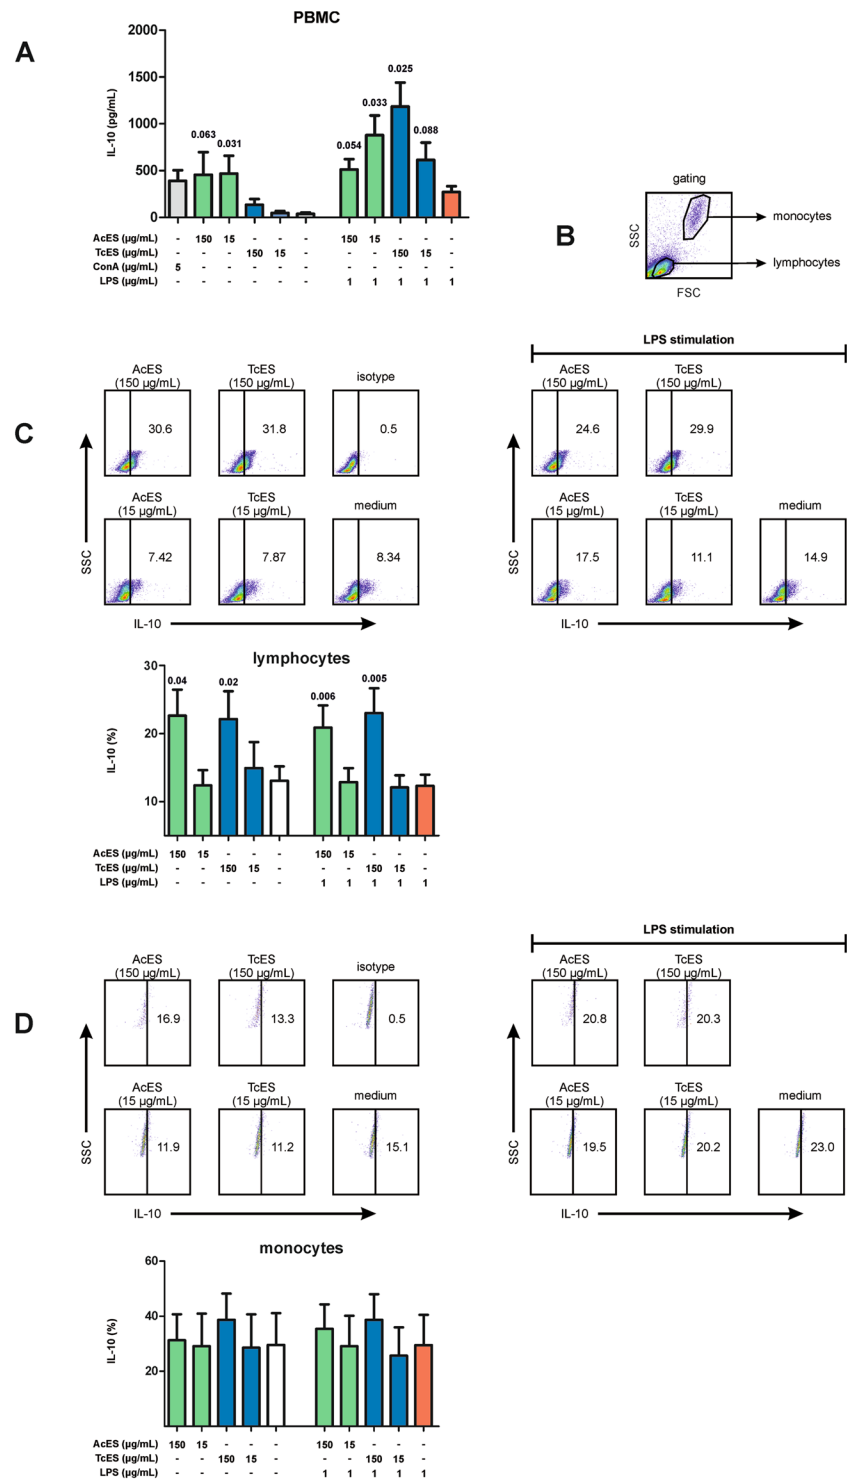 A
PBMC
IL-10 (pg/mL)
2000
1500
1000
500
0
0.063
0.031
0.054
0.033
0.025
0.088
AcES (µg/mL) - 150 15 - - - 150 15 - - -
TcES (µg/mL) - - - 150 15 - - - 150 15 -
ConA (µg/mL) 5 - - - - - - - - - -
LPS (µg/mL) - - - - - - 1 1 1 1 1
B
gating
SSC
FSC
monocytes
lymphocytes
C
AcES
(150 µg/mL)
30.6
TcES
(150 µg/mL)
31.8
isotype
0.5
AcES
(15 µg/mL)
7.42
TcES
(15 µg/mL)
7.87
medium
8.34
SSC
IL-10
LPS stimulation
AcES
(150 µg/mL)
24.6
TcES
(150 µg/mL)
29.9
AcES
(15 µg/mL)
17.5
TcES
(15 µg/mL)
11.1
medium
14.9
SSC
IL-10
lymphocytes
IL-10 (%)
30
20
10
0.04
0.02
0.006
0.005
AcES (µg/mL) 150 15 - - - 150 15 - - -
TcES (µg/mL) - - 150 15 - - - 150 15 -
LPS (µg/mL) - - - - - 1 1 1 1 1
D
AcES
(150 µg/mL)
16.9
TcES
(150 µg/mL)
13.3
isotype
0.5
AcES
(15 µg/mL)
11.9
TcES
(15 µg/mL)
11.2
medium
15.1
SSC
IL-10
LPS stimulation
AcES
(150 µg/mL)
20.8
TcES
(150 µg/mL)
20.3
AcES
(15 µg/mL)
19.5
TcES
(15 µg/mL)
20.2
medium
23.0
SSC
IL-10
monocytes
IL-10 (%)
60
40
20
AcES (µg/mL) 150 15 - - - 150 15 - - -
TcES (µg/mL) - - 150 15 - - - 150 15 -
LPS (µg/mL) - - - - - 1 1 1 1 1